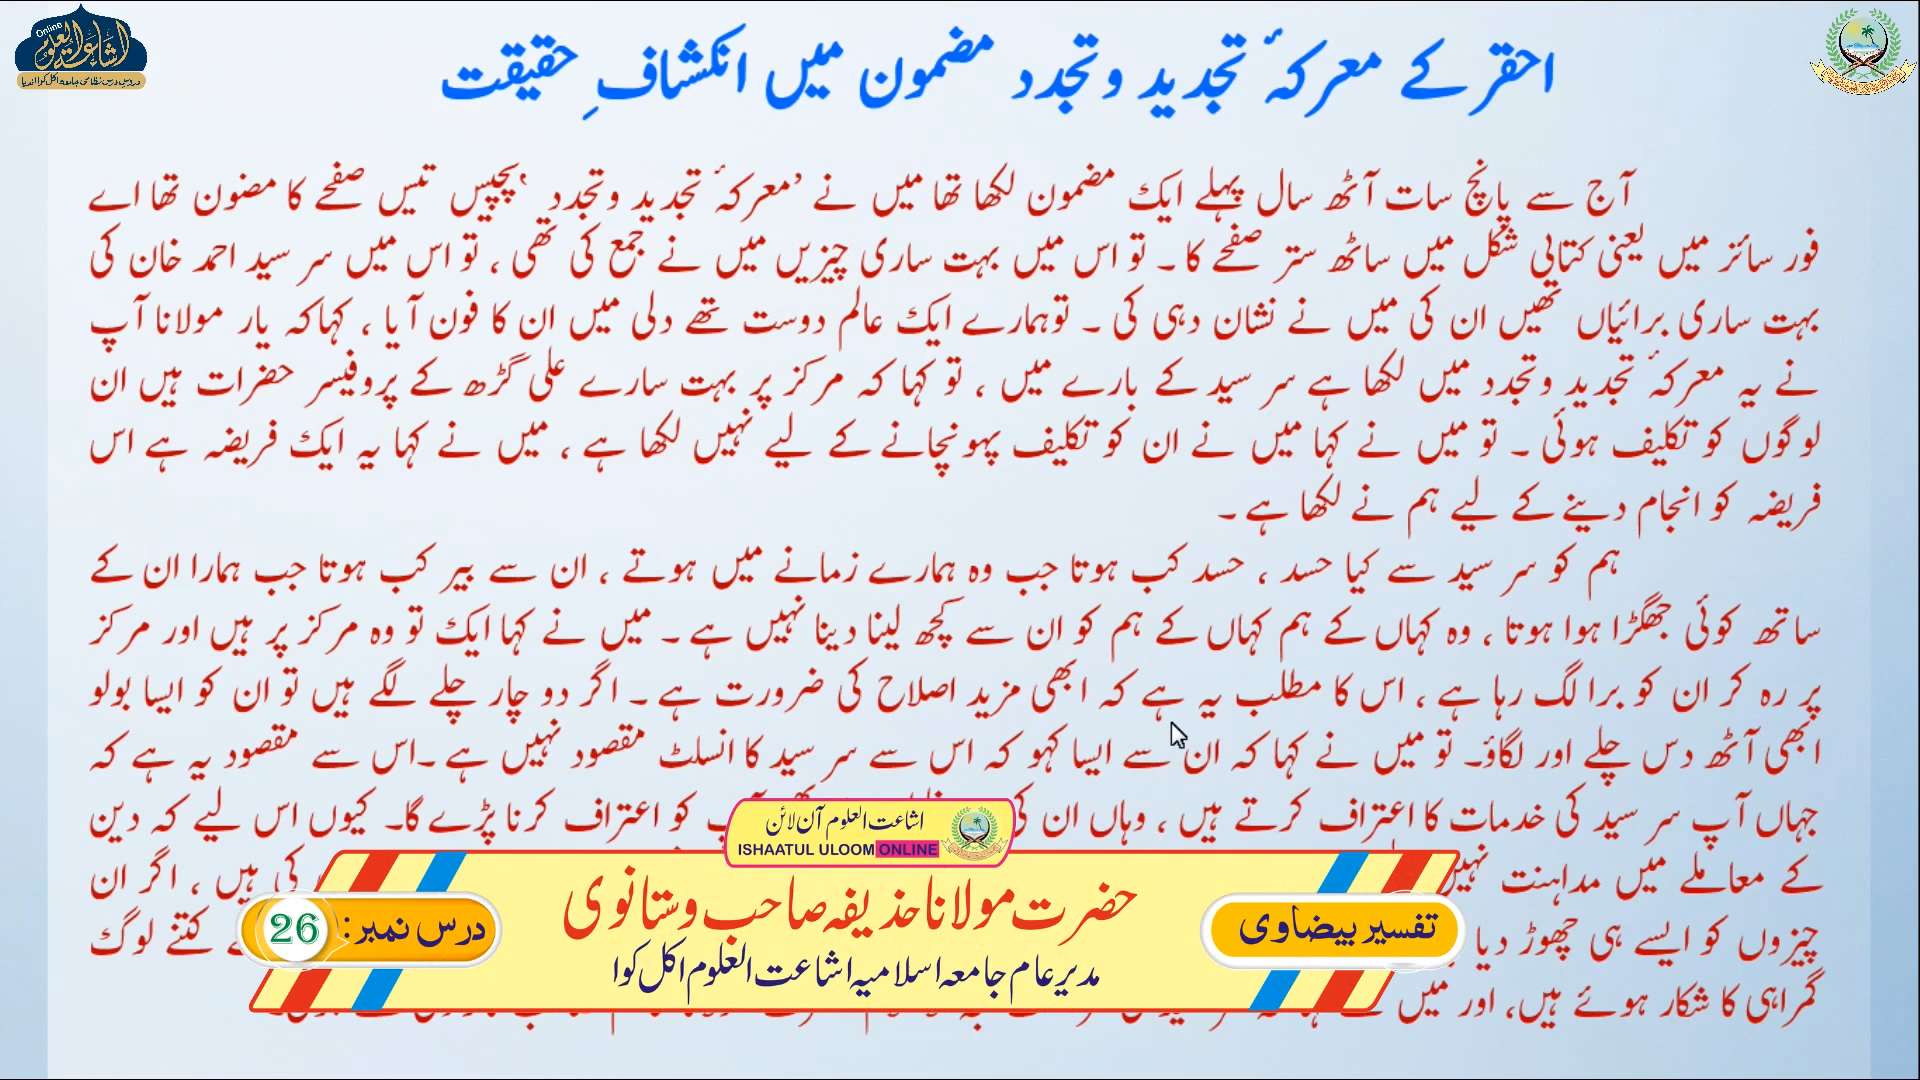 احقر کے معرکۂ تجدید و تجدد مضمون میں انکشافِ حقیقت
آج سے پانچ سات آٹھ سال پہلے ایک مضمون لکھا تھا میں نے ’معرکۂ تجدید وتجدد‘ پچیس تیس صفحے کا مضون تھا اے
فور سائز میں یعنی کتابی شکل میں ساٹھ ستر صفحے کا۔ تو اس میں بہت ساری چیزیں میں نے جمع کی تھی ، تو اس میں سر سید احمد خان کی
بہت ساری برائیاں تھیں ان کی میں نے نشان دہی کی ۔ توہمارے ایک عالم دوست تھے دلی میں ان کا فون آیا ، کہاکہ یار مولانا آپ
نے یہ معرکۂ تجدید وتجدد میں لکھا ہے سر سید کے بارے میں ، تو کہا کہ مرکز پر بہت سارے علی گڑھ کے پروفیسر حضرات ہیں ان
لوگوں کو تکلیف ہوئی ۔ تو میں نے کہا میں نے ان کو تکلیف پہونچانے کے لیے نہیں لکھا ہے ، میں نے کہا یہ ایک فریضہ ہے اس
فریضہ کو انجام دینے کے لیے ہم نے لکھا ہے ۔
ہم کو سر سید سے کیا حسد ، حسد کب ہوتا جب وہ ہمارے زمانے میں ہوتے ، ان سے بیر کب ہوتا جب ہمارا ان کے
ساتھ کوئی جھگڑا ہوا ہوتا ، وہ کہاں کے ہم کہاں کے ہم کو ان سے کچھ لینا دینا نہیں ہے ۔ میں نے کہا ایک تو وہ مرکز پر ہیں اور مرکز
پر رہ کر ان کو برا لگ رہا ہے ، اس کا مطلب یہ ہے کہ ابھی مزید اصلاح کی ضرورت ہے ۔ اگر دو چار چلے لگے ہیں تو ان کو ایسا بولو
ابھی آٹھ دس چلے اور لگاؤ۔ تو میں نے کہا کہ ان سے ایسا کہو کہ اس سے سر سید کا انسلٹ مقصود نہیں ہے ۔اس سے مقصود یہ ہے کہ
جہاں آپ سر سید کی خدمات کا اعتراف کرتے ہیں ، وہاں ان کی کو اعتراف کرنا پڑے گا۔ کیوں اس لیے کہ دین
کے معاملے میں مداہنت نہیں کی ہیں ، اگر ان
چیزوں کو ایسے ہی چھوڑ دیا کتنے لوگ
گمراہی کا شکار ہوئے ہیں، اور میں
اشاعت العلوم آن لائن
ISHAATUL ULOOM ONLINE
حضرت مولانا حذیفہ صاحب وستانوی
مدیر عام جامعہ اسلامیہ اشاعت العلوم اکل کوا
تفسیر بیضاوی
درس نمبر: 26
Online
اشاعت العلوم